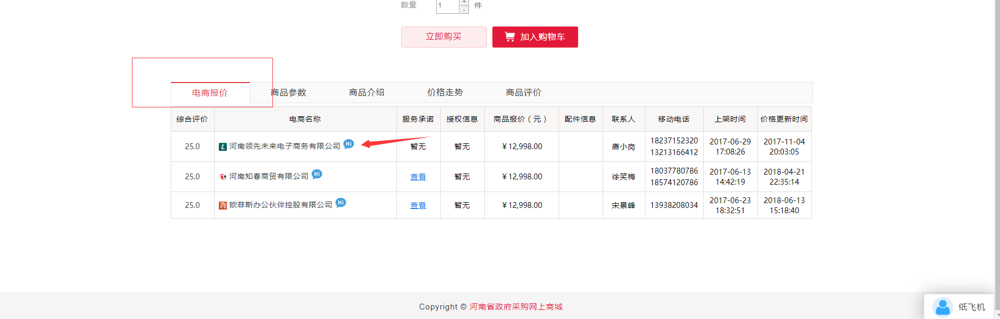 数量 1 + - 件
立即购买 加入购物车
电商报价 商品参数 商品介绍 价格走势 商品评价
综合评价 电商名称 服务承诺 授权信息 商品报价（元） 配件信息 联系人 移动电话 上架时间 价格更新时间
25.0 河南领先未来电子商务有限公司 Hi 暂无 暂无 ￥12,998.00 唐小岗 18237152320 2017-06-29 2017-11-04
13213166412 17:08:26 20:03:05
25.0 河南知春商贸有限公司 Hi 查看 暂无 ￥12,998.00 徐笑梅 18037780786 2017-06-13 2018-04-21
18574120786 14:42:19 22:35:14
25.0 欧菲斯办公伙伴控股有限公司 Hi 查看 暂无 ￥12,998.00 宋景峰 13938208034 2017-06-23 2018-06-13
18:32:51 15:18:40
Copyright © 河南省政府采购网上商城
纸飞机